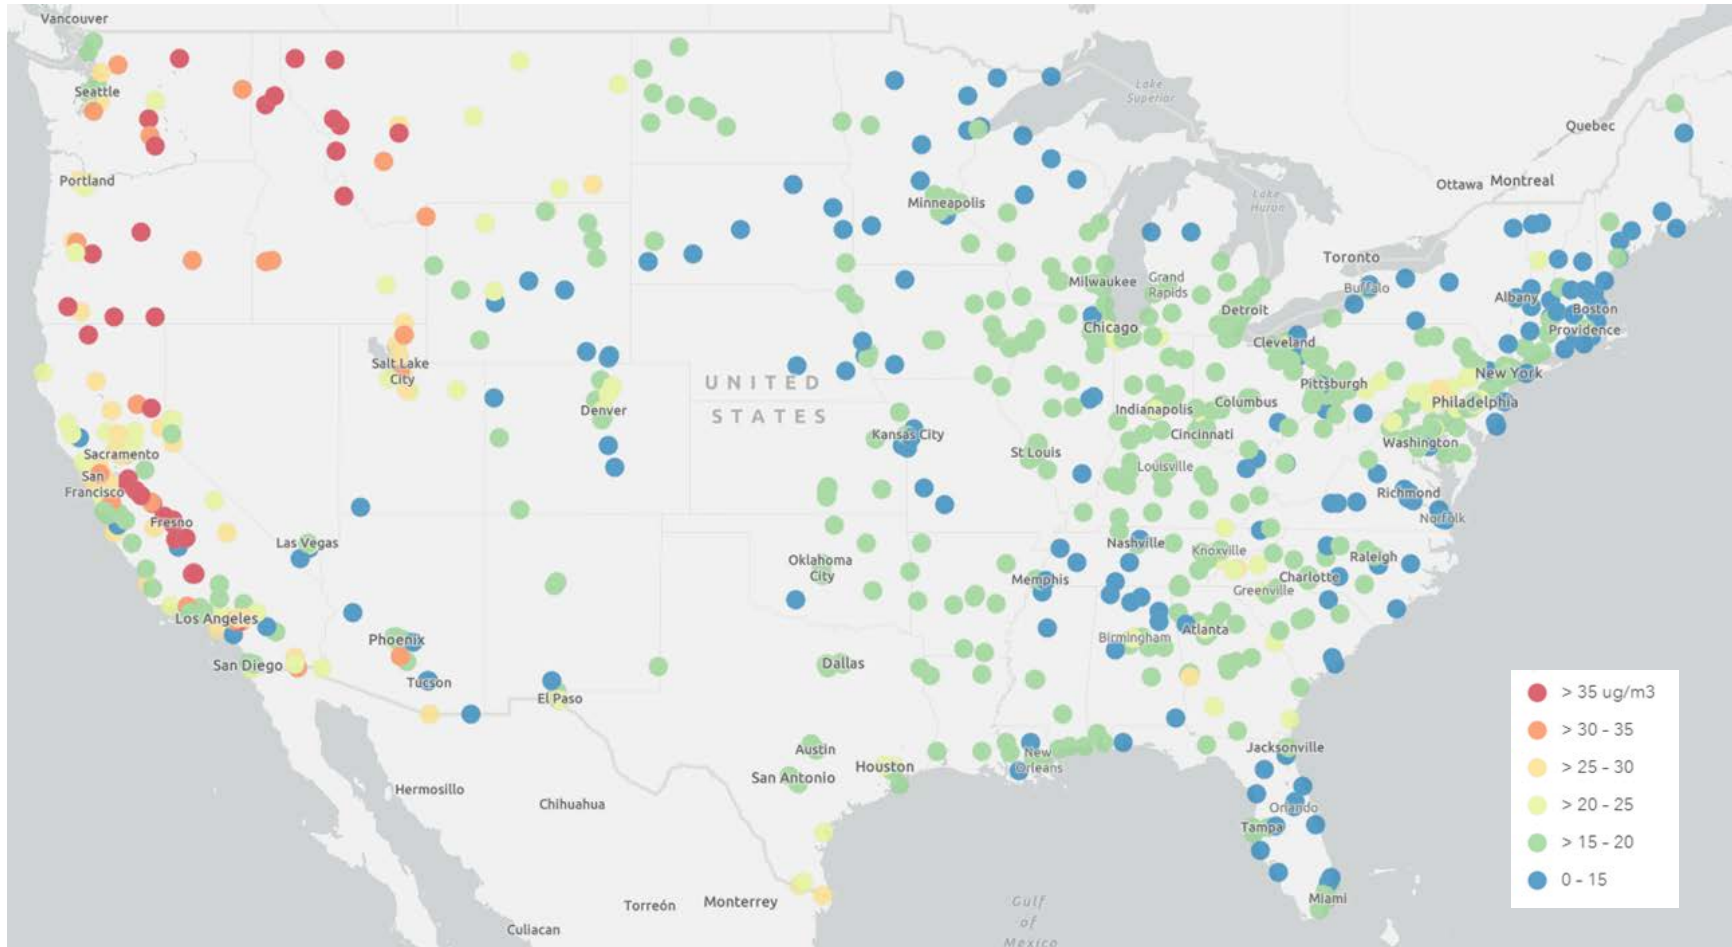 Vancouver
Seattle
Portland
Lake
Superior
Quebec
Ottawa
Montreal
Minneapolis
Lake
Huron
Toronto
Milwaukee
Grand
Rapids
Buffalo
Albany
Boston
Detroit
Providence
Chicago
Cleveland
Salt Lake
City
UNITED
STATES
New York
Pittsburgh
Philadelphia
Denver
Indianapolis
Columbus
Kansas City
Cincinnati
Washington
Sacramento
St Louis
San
Francisco
Louisville
Richmond
Fresno
Norfolk
Las Vegas
Nashville
Knoxville
Raleigh
Oklahoma
City
Memphis
Charlotte
Greenville
Los Angeles
Phoenix
Birmingham
Atlanta
San Diego
Dallas
Tucson
El Paso
Austin
Jacksonville
New
Orleans
Houston
San Antonio
Hermosillo
Chihuahua
Orlando
Tampa
Miami
Torreón
Monterrey
Culiacan
Gulf
of
Mexico
> 35 ug/m3
> 30 - 35
> 25 - 30
> 20 - 25
> 15 - 20
0 - 15